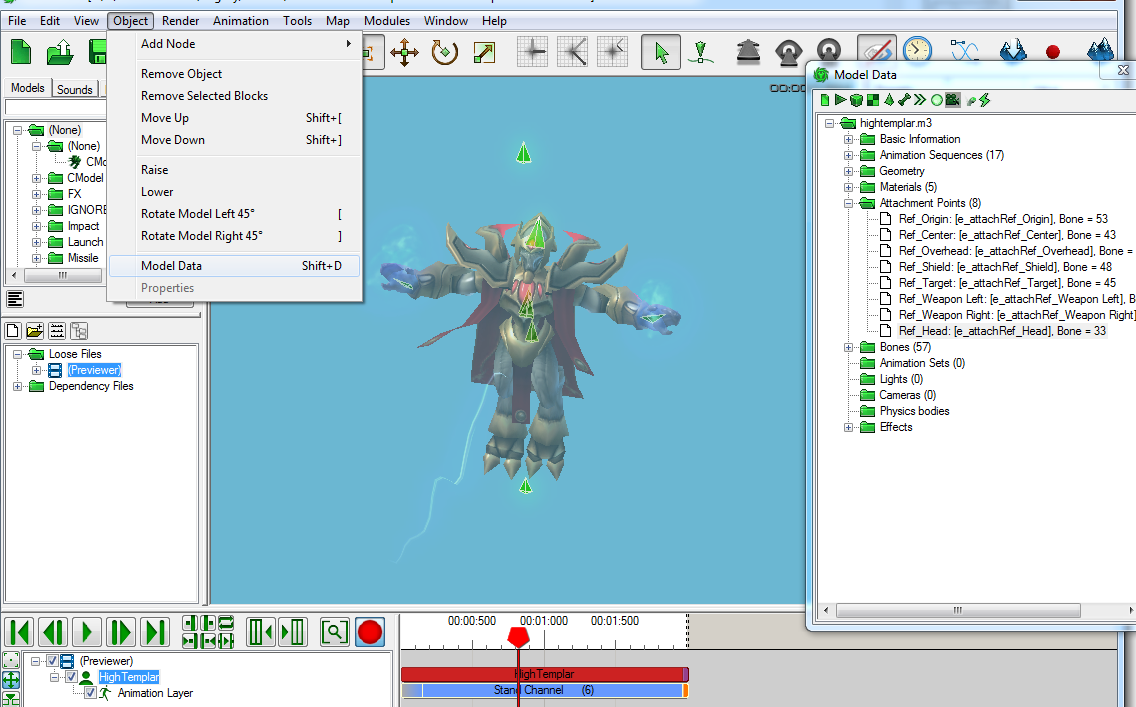 File Edit View Object Render Animation Tools Map Modules Window Help
Add Node
Remove Object
Remove Selected Blocks
Move Up Shift+[
Move Down Shift+]
Raise
Lower
Rotate Model Left 45° [
Rotate Model Right 45° ]
Model Data Shift+D
Properties
Models Sounds
(None)
(None)
CMo
CModel
FX
IGNORE
Impact
Launch
Missile
Loose Files
(Previewer)
Dependency Files
00:00
Model Data
hightemplar.m3
Basic Information
Animation Sequences (17)
Geometry
Materials (5)
Attachment Points (8)
Ref_Origin: [e_attachRef_Origin], Bone = 53
Ref_Center: [e_attachRef_Center], Bone = 43
Ref_Overhead: [e_attachRef_Overhead], Bone =
Ref_Shield: [e_attachRef_Shield], Bone = 48
Ref_Target: [e_attachRef_Target], Bone = 45
Ref_Weapon Left: [e_attachRef_Weapon Left], B
Ref_Weapon Right: [e_attachRef_Weapon Right]
Ref_Head: [e_attachRef_Head], Bone = 33
Bones (57)
Animation Sets (0)
Lights (0)
Cameras (0)
Physics bodies
Effects
00:00:500 00:01:000 00:01:500
(Previewer)
HighTemplar
Animation Layer
HighTemplar
Stand Channel (6)